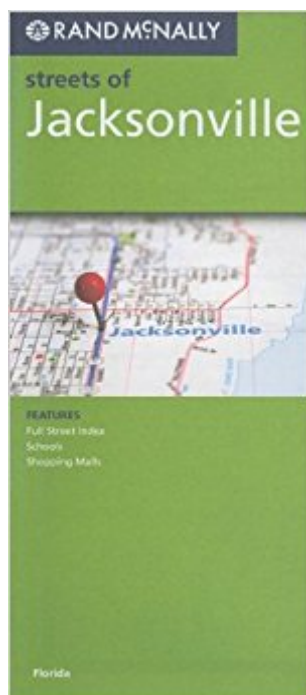 RAND McNALLY
streets of
Jacksonville
Jacksonville
FEATURES
Full Street Index
Schools
Shopping Malls
Florida